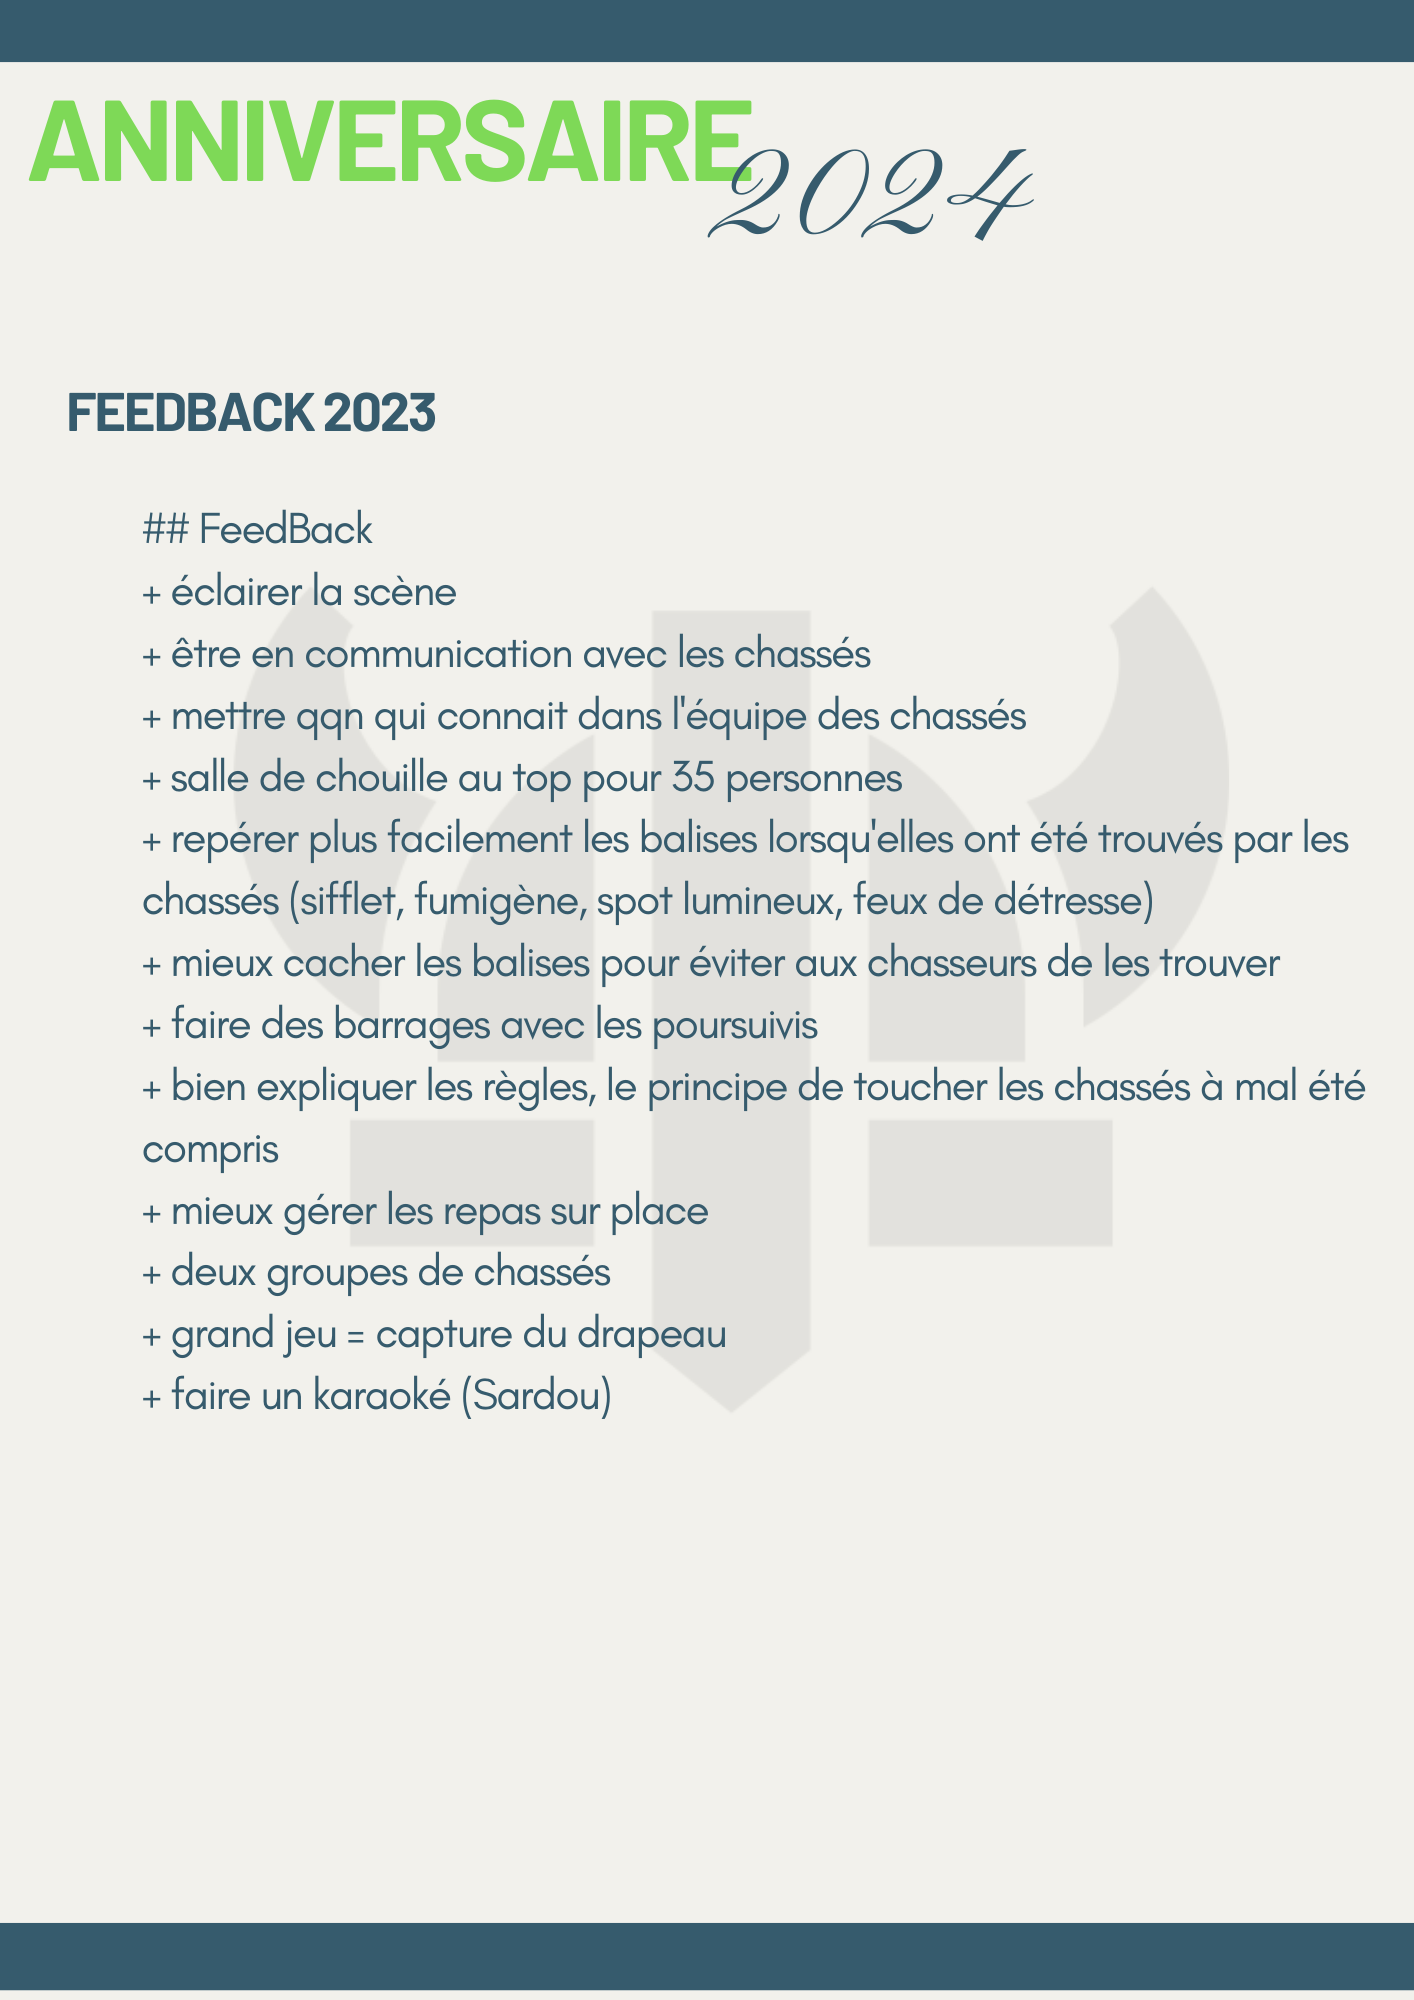 ANNIVERSAIRE
2024
FEEDBACK 2023
## FeedBack
+ éclairer la scène
+ être en communication avec les chassés
+ mettre qqn qui connait dans l'équipe des chassés
+ salle de chouille au top pour 35 personnes
+ repérer plus facilement les balises lorsqu'elles ont été trouvés par les
chassés (sifflet, fumigène, spot lumineux, feux de détresse)
+ mieux cacher les balises pour éviter aux chasseurs de les trouver
+ faire des barrages avec les poursuivis
+ bien expliquer les règles, le principe de toucher les chassés à mal été
compris
+ mieux gérer les repas sur place
+ deux groupes de chassés
+ grand jeu = capture du drapeau
+ faire un karaoké (Sardou)